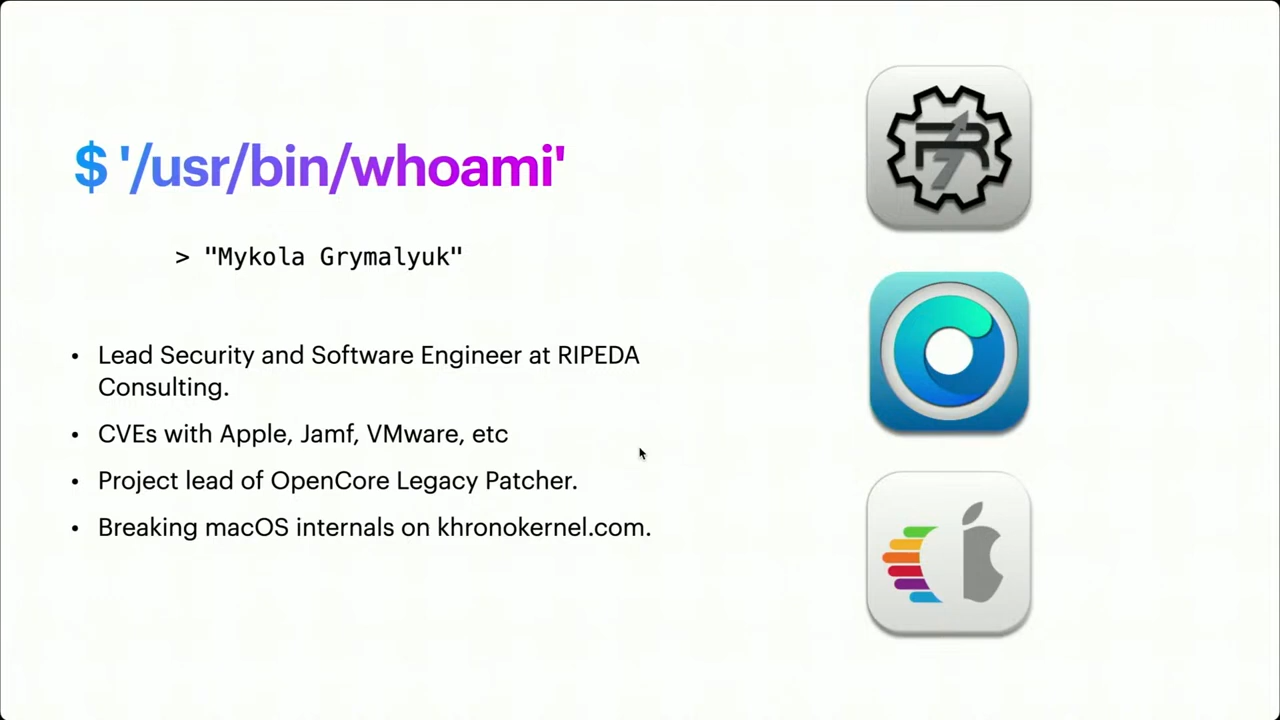 $ '/usr/bin/whoami'
> "Mykola Grymalyuk"
• Lead Security and Software Engineer at RIPEDA
Consulting.
• CVEs with Apple, Jamf, VMware, etc
• Project lead of OpenCore Legacy Patcher.
• Breaking macOS internals on khronokernel.com.